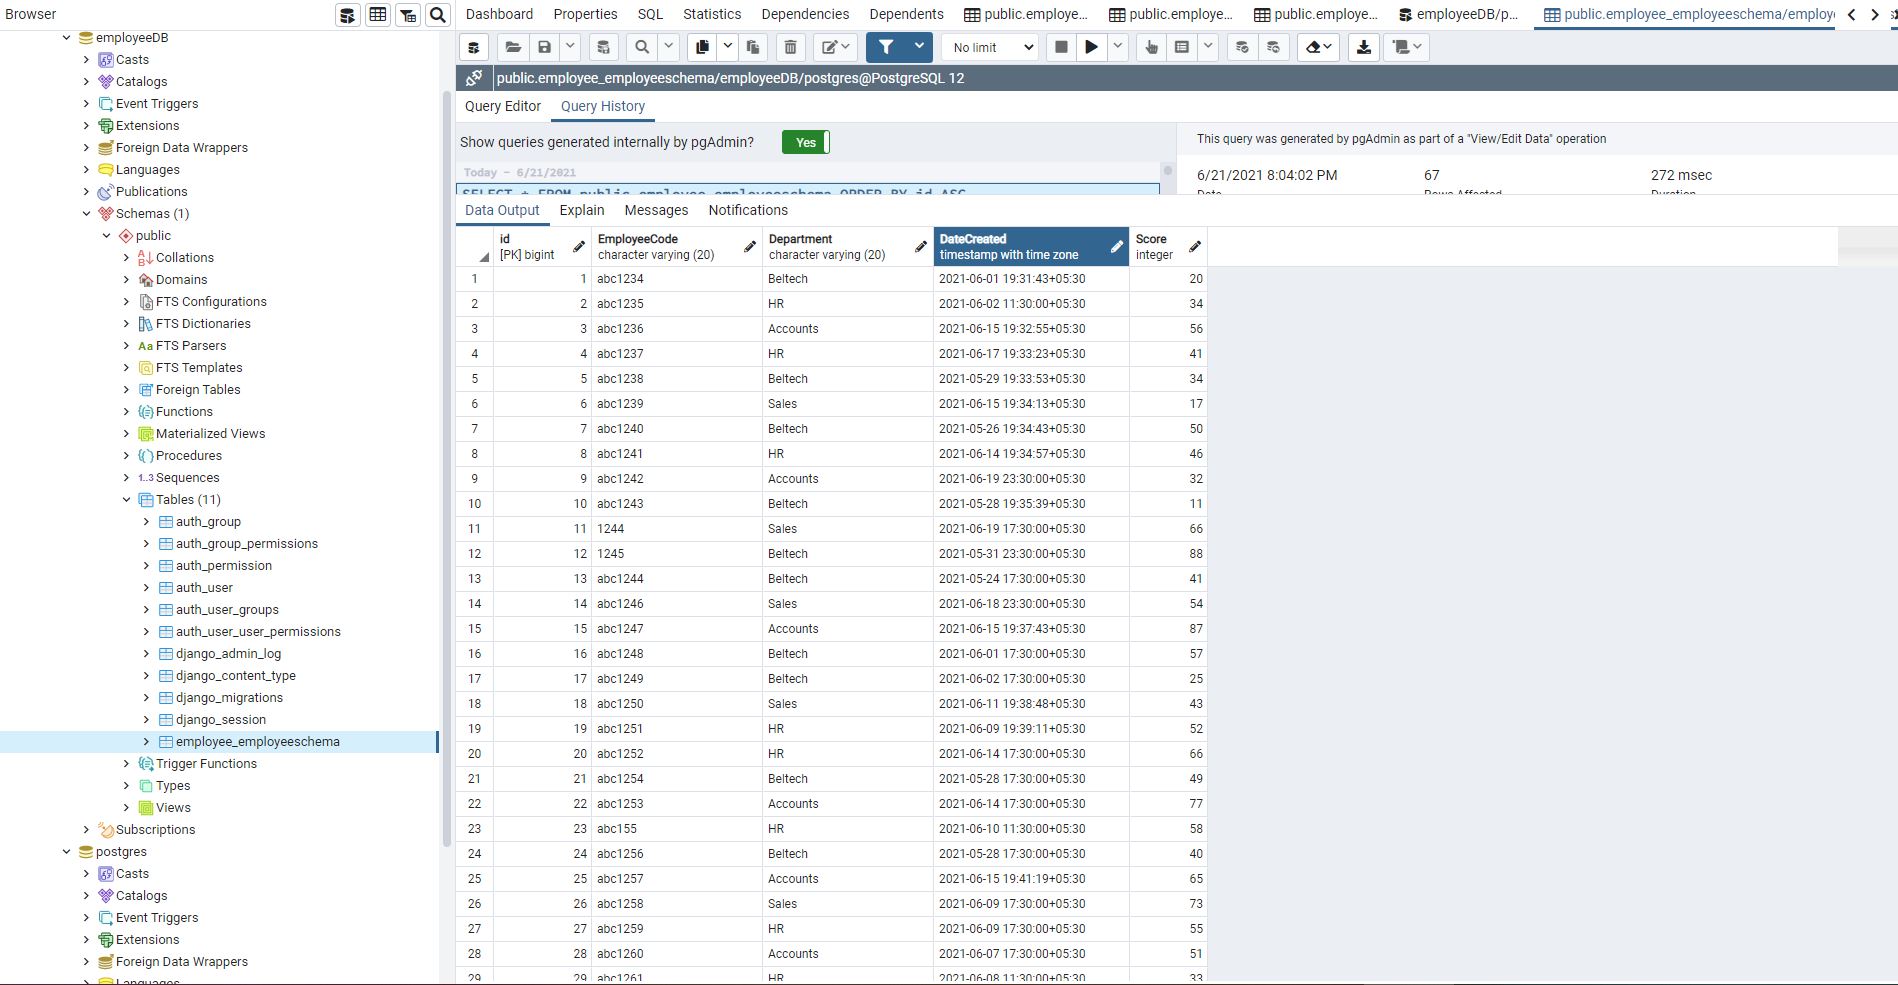 Browser
employeeDB
Casts
Catalogs
Event Triggers
Extensions
Foreign Data Wrappers
Languages
Publications
Schemas (1)
public
Collations
Domains
FTS Configurations
FTS Dictionaries
Aa FTS Parsers
FTS Templates
Foreign Tables
Functions
Materialized Views
Procedures
1..3 Sequences
Tables (11)
auth_group
auth_group_permissions
auth_permission
auth_user
auth_user_groups
auth_user_user_permissions
django_admin_log
django_content_type
django_migrations
django_session
employee_employeeschema
Trigger Functions
Types
Views
Subscriptions
postgres
Casts
Catalogs
Event Triggers
Extensions
Foreign Data Wrappers
Languages
Dashboard Properties SQL Statistics Dependencies Dependents public.employe... public.employe... public.employe... employeeDB/p... public.employee_employeeschema/employ
No limit
public.employee_employeeschema/employeeDB/postgres@PostgreSQL 12
Query Editor Query History
Show queries generated internally by pgAdmin? Yes
Today - 6/21/2021
SELECT * FROM public.employee_employeeschema ORDER BY id ASC
This query was generated by pgAdmin as part of a "View/Edit Data" operation
6/21/2021 8:04:02 PM 67 272 msec
Date Rows Affected Duration
Data Output Explain Messages Notifications
id EmployeeCode Department DateCreated Score
[PK] bigint character varying (20) character varying (20) timestamp with time zone integer
1 1 abc1234 Beltech 2021-06-01 19:31:43+05:30 20
2 2 abc1235 HR 2021-06-02 11:30:00+05:30 34
3 3 abc1236 Accounts 2021-06-15 19:32:55+05:30 56
4 4 abc1237 HR 2021-06-17 19:33:23+05:30 41
5 5 abc1238 Beltech 2021-05-29 19:33:53+05:30 34
6 6 abc1239 Sales 2021-06-15 19:34:13+05:30 17
7 7 abc1240 Beltech 2021-05-26 19:34:43+05:30 50
8 8 abc1241 HR 2021-06-14 19:34:57+05:30 46
9 9 abc1242 Accounts 2021-06-19 23:30:00+05:30 32
10 10 abc1243 Beltech 2021-05-28 19:35:39+05:30 11
11 11 1244 Sales 2021-06-19 17:30:00+05:30 66
12 12 1245 Beltech 2021-05-31 23:30:00+05:30 88
13 13 abc1244 Beltech 2021-05-24 17:30:00+05:30 41
14 14 abc1246 Sales 2021-06-18 23:30:00+05:30 54
15 15 abc1247 Accounts 2021-06-15 19:37:43+05:30 87
16 16 abc1248 Beltech 2021-06-01 17:30:00+05:30 57
17 17 abc1249 Beltech 2021-06-02 17:30:00+05:30 25
18 18 abc1250 Sales 2021-06-11 19:38:48+05:30 43
19 19 abc1251 HR 2021-06-09 19:39:11+05:30 52
20 20 abc1252 HR 2021-06-14 17:30:00+05:30 66
21 21 abc1254 Beltech 2021-05-28 17:30:00+05:30 49
22 22 abc1253 Accounts 2021-06-14 17:30:00+05:30 77
23 23 abc155 HR 2021-06-10 11:30:00+05:30 58
24 24 abc1256 Beltech 2021-05-28 17:30:00+05:30 40
25 25 abc1257 Accounts 2021-06-15 19:41:19+05:30 65
26 26 abc1258 Sales 2021-06-09 17:30:00+05:30 73
27 27 abc1259 HR 2021-06-09 17:30:00+05:30 55
28 28 abc1260 Accounts 2021-06-07 17:30:00+05:30 51
29 29 abc1261 HR 2021-06-08 11:30:00+05:30 33